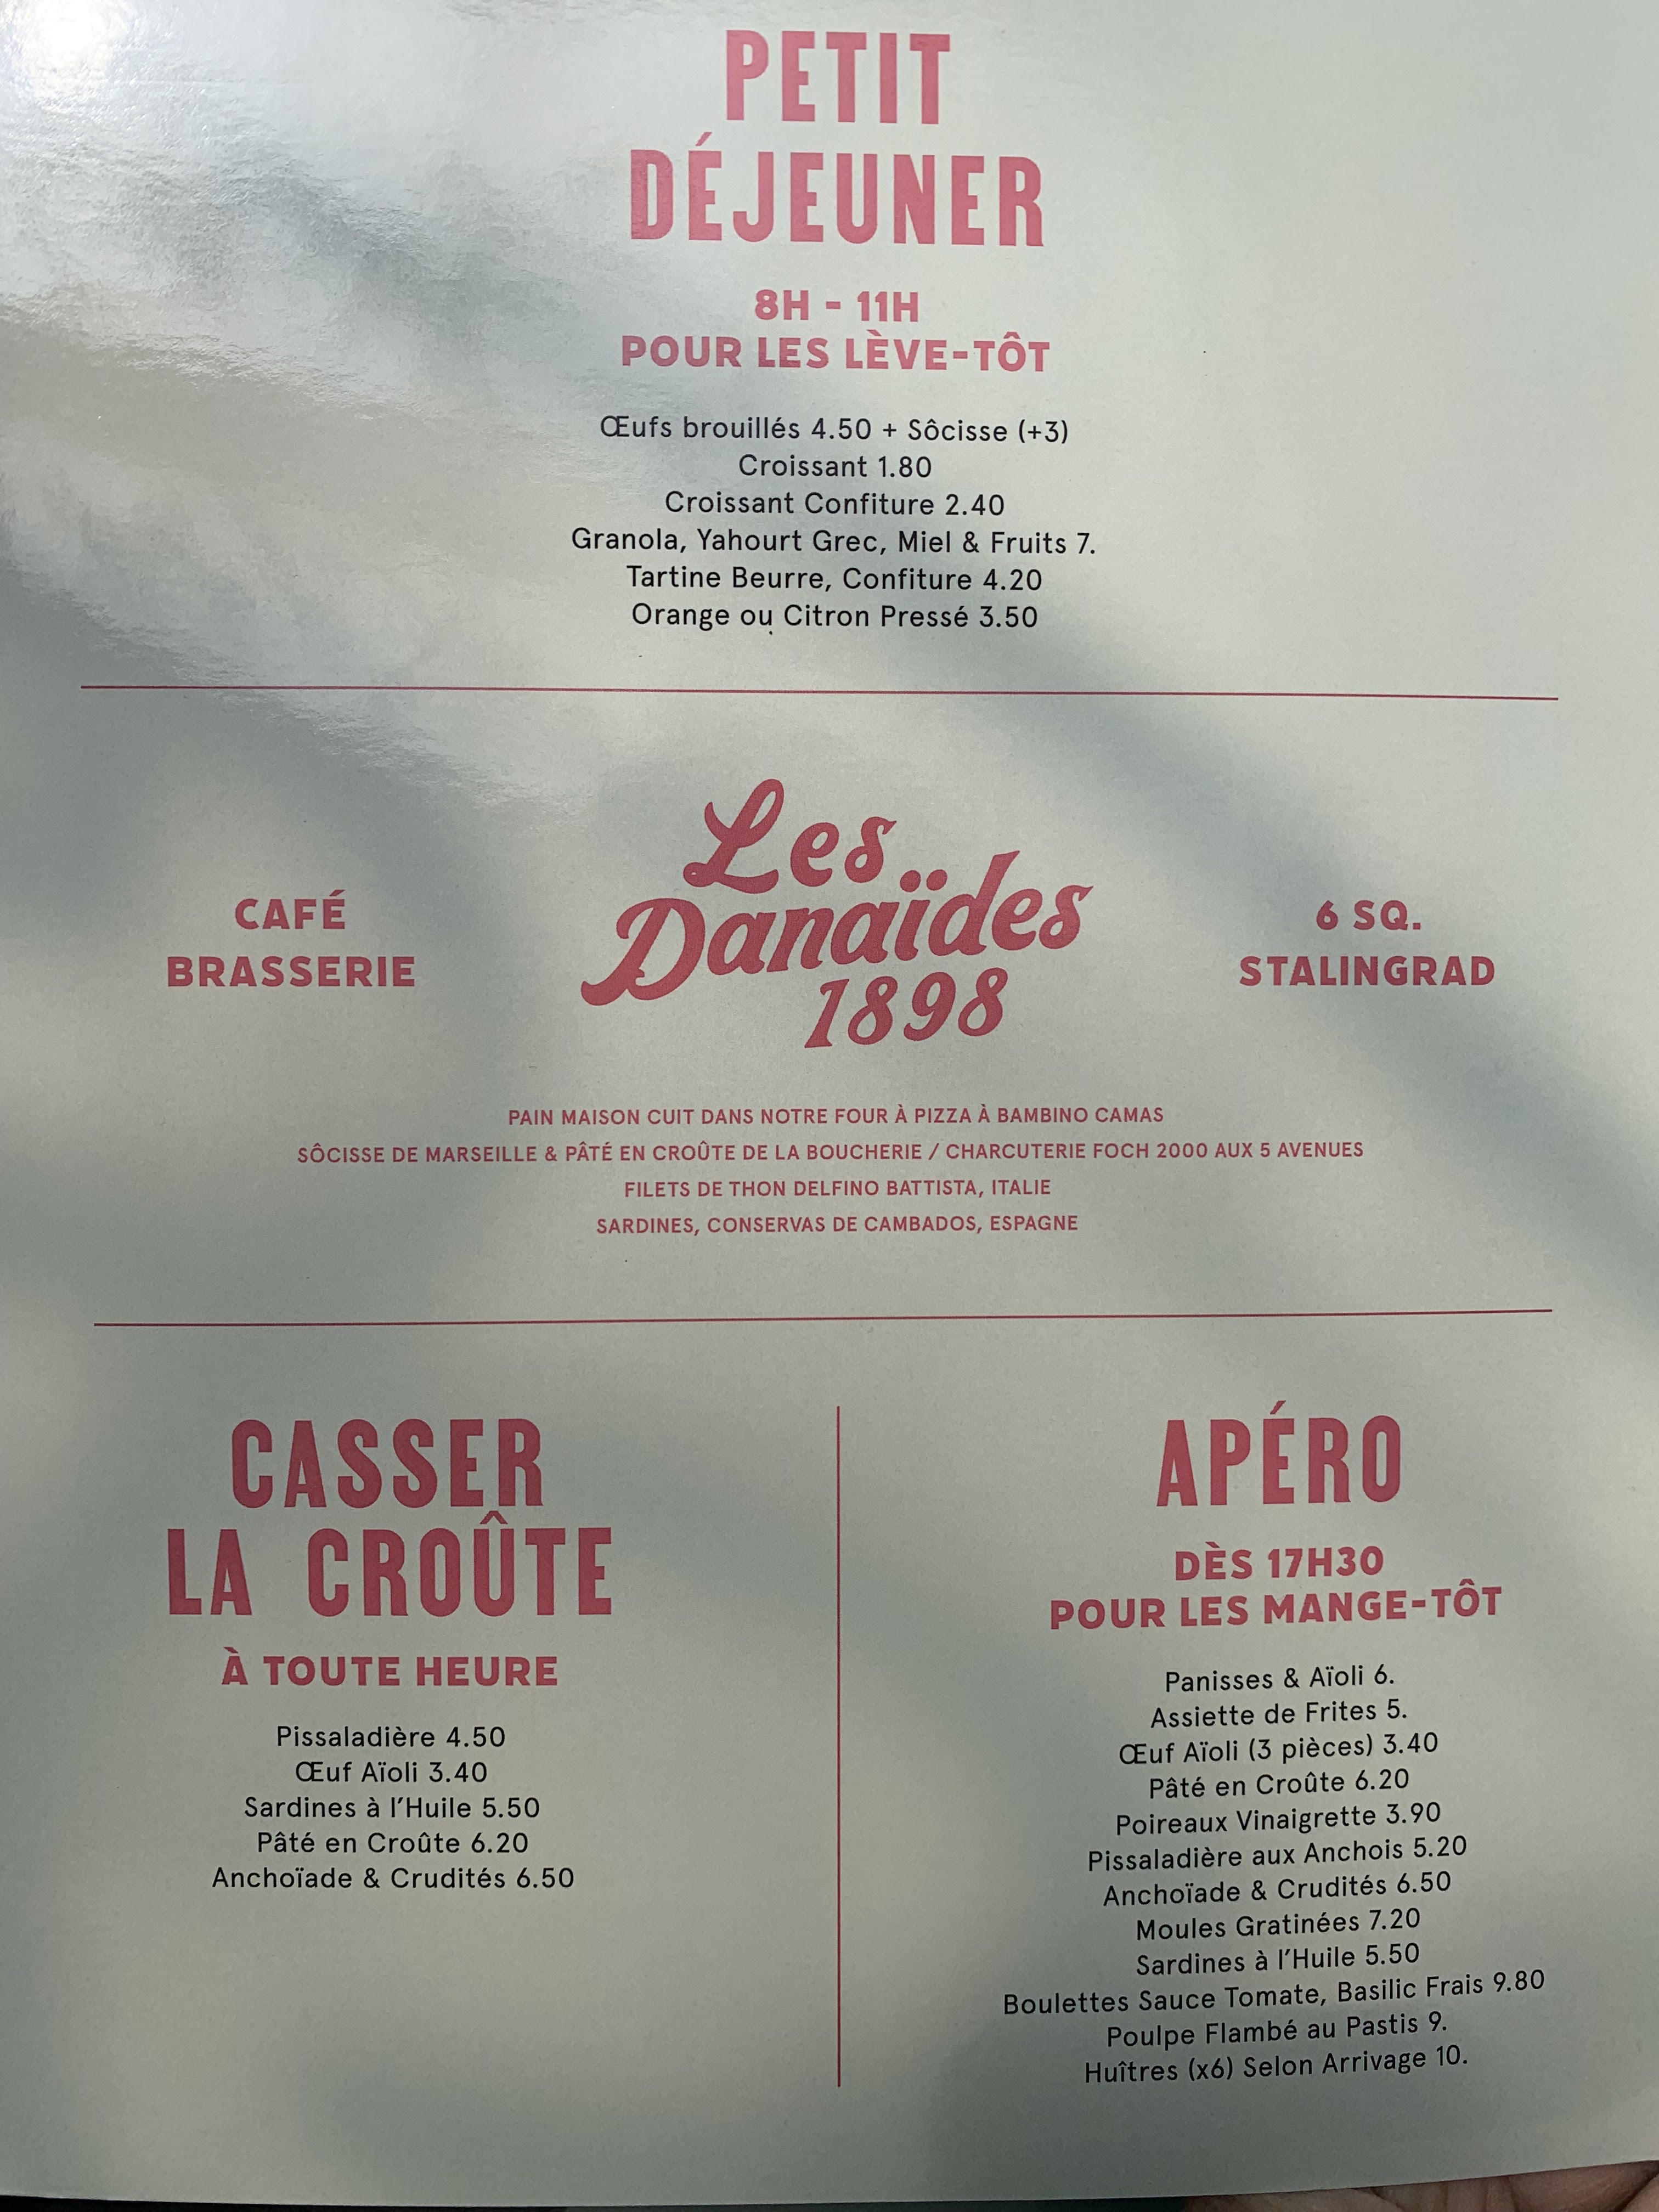 PETIT
DÉJEUNER
8H - 11H
POUR LES LÈVE-TÔT
Œufs brouillés 4.50 + Sôcisse (+3)
Croissant 1.80
Croissant Confiture 2.40
Granola, Yahourt Grec, Miel & Fruits 7.
Tartine Beurre, Confiture 4.20
Orange ou Citron Pressé 3.50
CAFÉ
BRASSERIE
Les
Danaïdes
1898
6 SQ.
STALINGRAD
PAIN MAISON CUIT DANS NOTRE FOUR À PIZZA À BAMBINO CAMAS
SÔCISSE DE MARSEILLE & PÂTÉ EN CROÛTE DE LA BOUCHERIE / CHARCUTERIE FOCH 2000 AUX 5 AVENUES
FILETS DE THON DELFINO BATTISTA, ITALIE
SARDINES, CONSERVAS DE CAMBADOS, ESPAGNE
CASSER
LA CROÛTE
À TOUTE HEURE
Pissaladière 4.50
Œuf Aïoli 3.40
Sardines à l'Huile 5.50
Pâté en Croûte 6.20
Anchoïade & Crudités 6.50
APÉRO
DÈS 17H30
POUR LES MANGE-TÔT
Panisses & Aïoli 6.
Assiette de Frites 5.
Œuf Aïoli (3 pièces) 3.40
Pâté en Croûte 6.20
Poireaux Vinaigrette 3.90
Pissaladière aux Anchois 5.20
Anchoïade & Crudités 6.50
Moules Gratinées 7.20
Sardines à l'Huile 5.50
Boulettes Sauce Tomate, Basilic Frais 9.80
Poulpe Flambé au Pastis 9.
Huîtres (x6) Selon Arrivage 10.